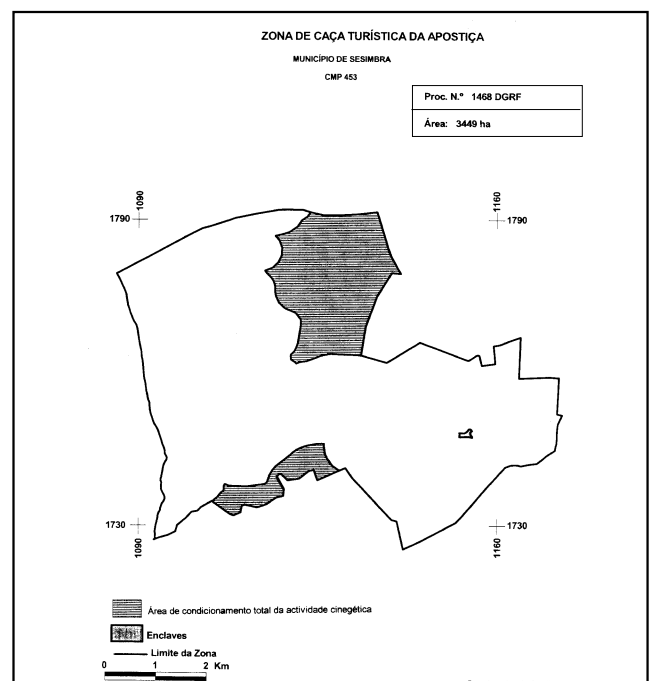 ZONA DE CAÇA TURÍSTICA DA APOSTIÇA
MUNICÍPIO DE SESIMBRA
CMP 453
Proc. N.º 1468 DGRF
Área: 3449 ha
1090
1160
1790
1790
1730
1730
1090
1160
Área de condicionamento total da actividade cinegética
Enclaves
Limite da Zona
0 1 2 Km